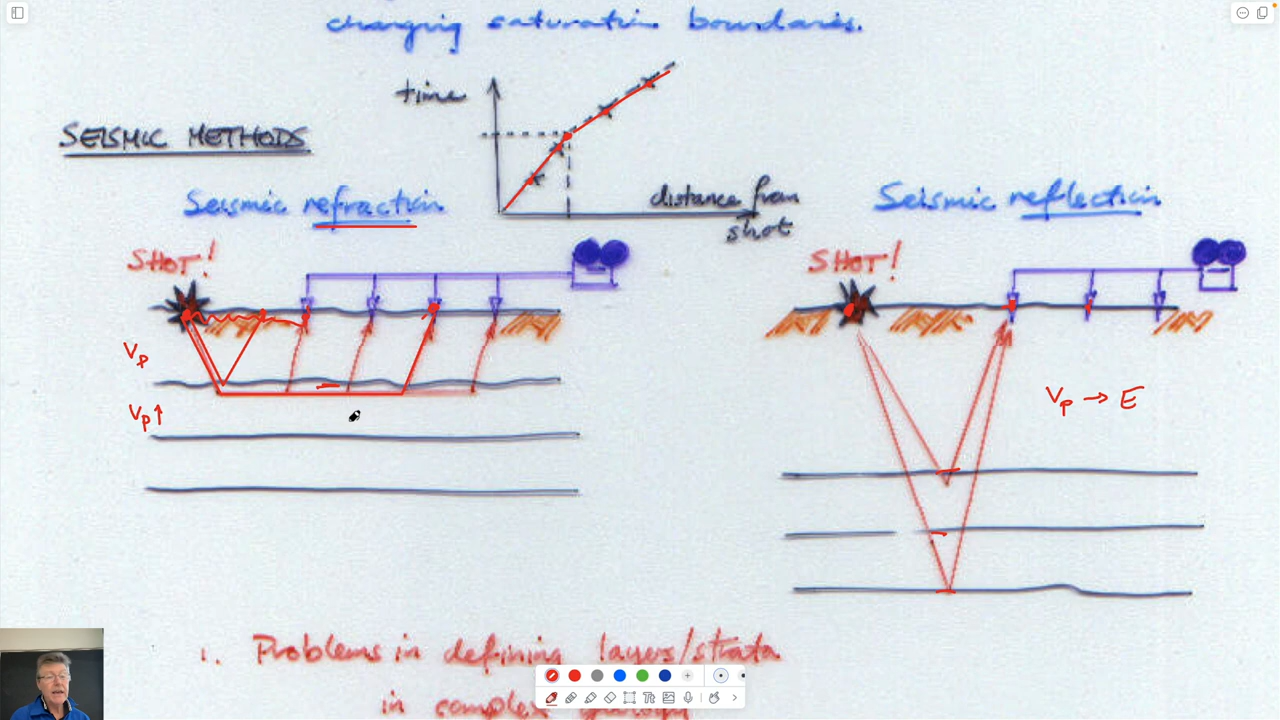 changing saturation boundaries.
time
SEISMIC METHODS
distance from
shot
Seismic refraction
Seismic reflection
SHOT!
SHOT!
Vp
Vp↑
Vp → E
1. Problems in defining layers/strata
in complex geology